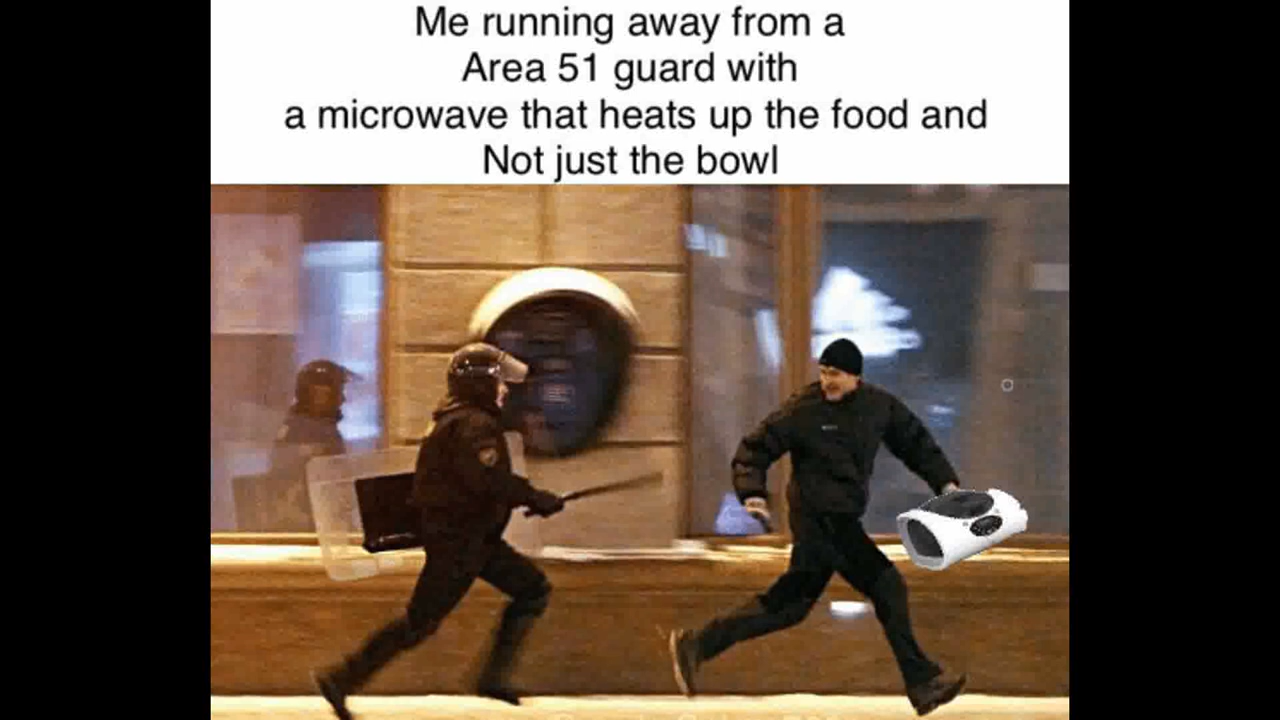 Me running away from a
Area 51 guard with
a microwave that heats up the food and
Not just the bowl